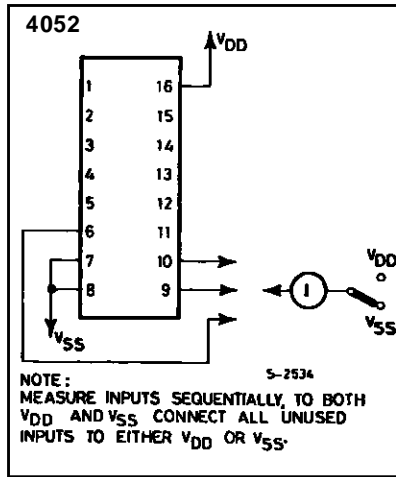 4052
VDD
1 16
2 15
3 14
4 13
5 12
6 11
7 10
8 9
I
VDD
VSS
VSS
S-2534
NOTE:
MEASURE INPUTS SEQUENTIALLY, TO BOTH
VDD AND VSS CONNECT ALL UNUSED
INPUTS TO EITHER VDD OR VSS.